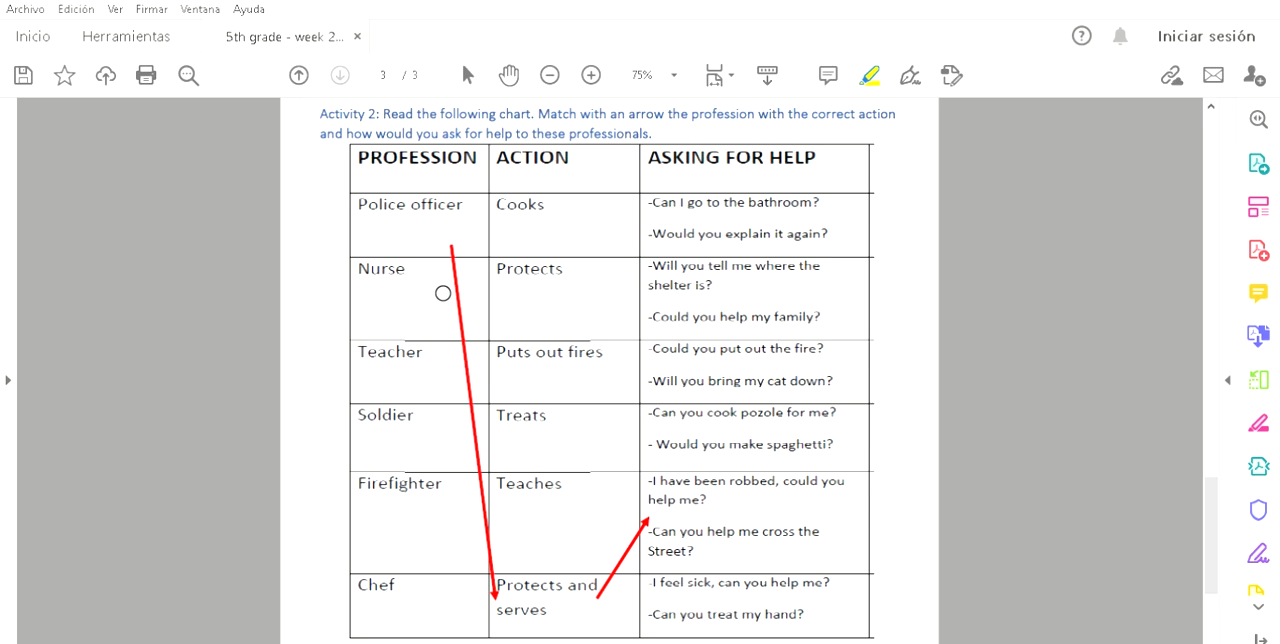 Archivo Edición Ver Firmar Ventana Ayuda
Inicio Herramientas 5th grade - week 2... × Iniciar sesión
3 / 3 75%
Activity 2: Read the following chart. Match with an arrow the profession with the correct action
and how would you ask for help to these professionals.
PROFESSION ACTION ASKING FOR HELP
Police officer Cooks -Can I go to the bathroom?
-Would you explain it again?
Nurse Protects -Will you tell me where the
shelter is?
-Could you help my family?
Teacher Puts out fires -Could you put out the fire?
-Will you bring my cat down?
Soldier Treats -Can you cook pozole for me?
- Would you make spaghetti?
Firefighter Teaches -I have been robbed, could you
help me?
-Can you help me cross the
Street?
Chef Protects and -I feel sick, can you help me?
serves -Can you treat my hand?